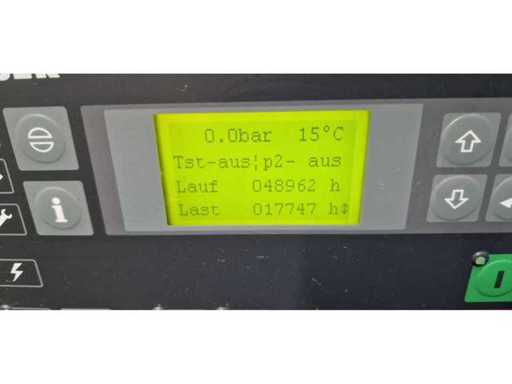 0.0bar 15°C
Tst-aus¦p2- aus
Lauf 048962 h
Last 017747 h⇕